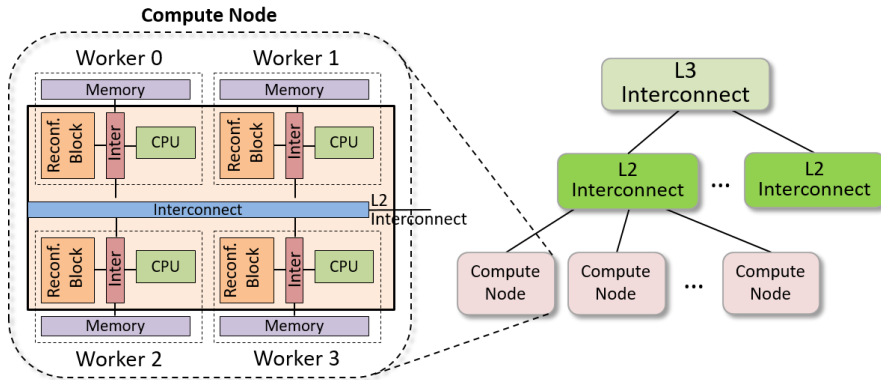 Compute Node
Worker 0
Worker 1
Memory
Memory
Reconf.
Block
Inter
CPU
Reconf.
Block
Inter
CPU
Interconnect
L2
Interconnect
Reconf.
Block
Inter
CPU
Reconf.
Block
Inter
CPU
Memory
Memory
Worker 2
Worker 3
L3
Interconnect
L2
Interconnect
...
L2
Interconnect
Compute
Node
Compute
Node
...
Compute
Node